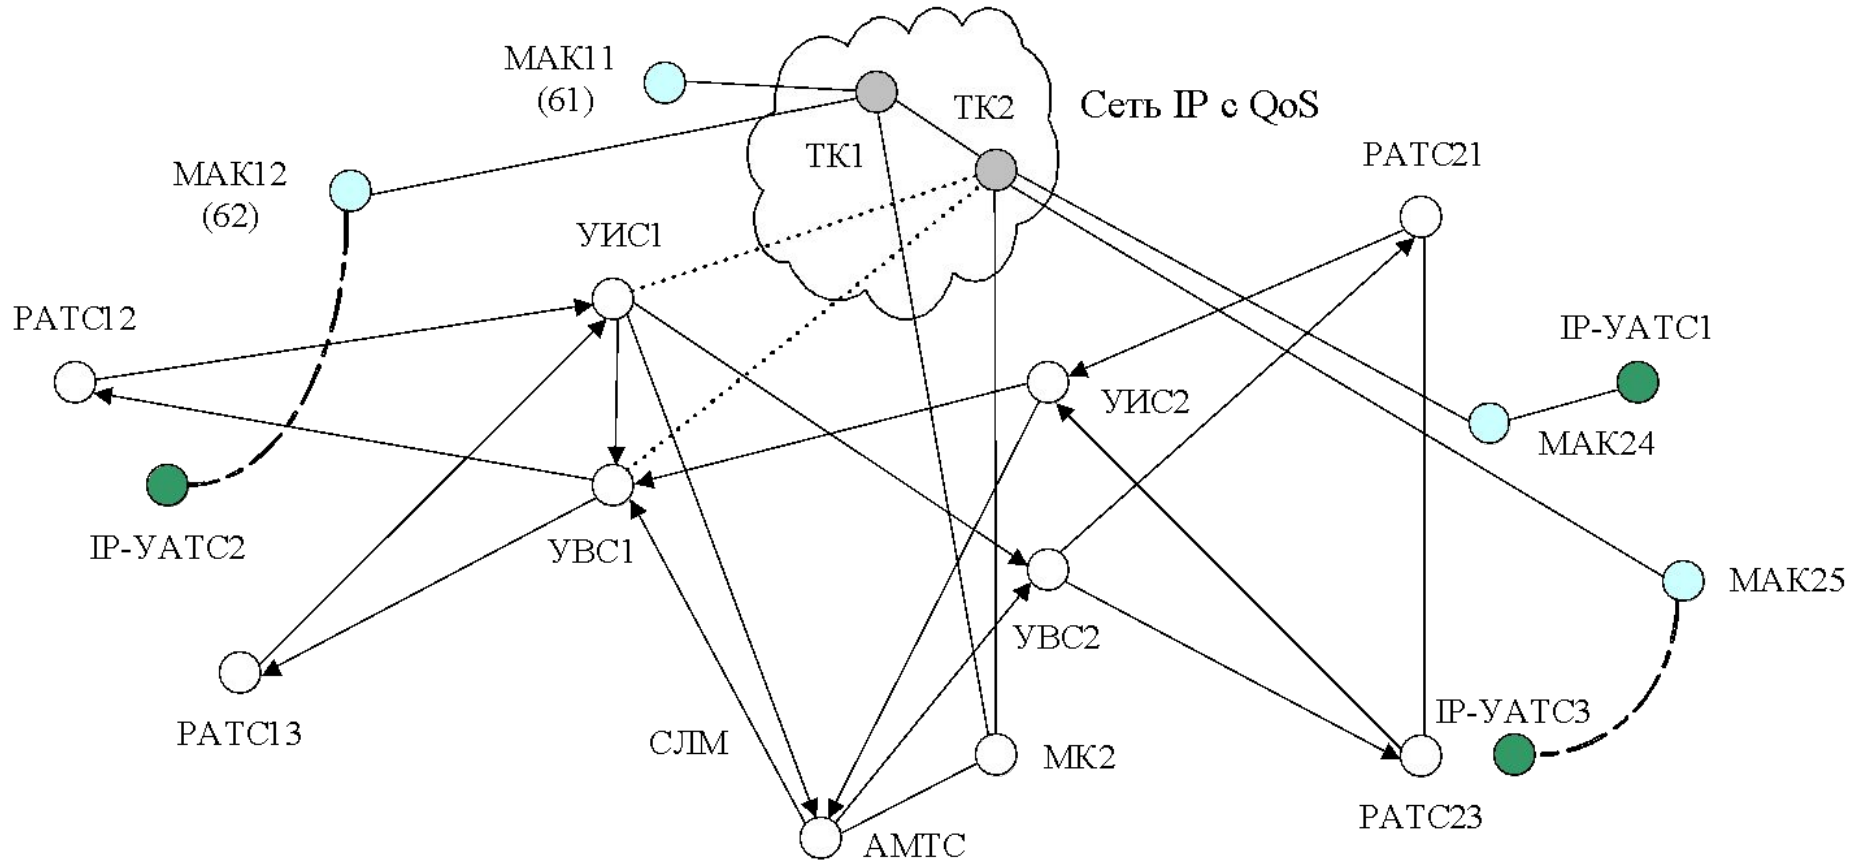 МАК11
(61)
ТК2
Сеть IP с QoS
ТК1
РАТС21
МАК12
(62)
УИС1
РАТС12
IP-УАТС1
УИС2
МАК24
IP-УАТС2
УВС1
МАК25
УВС2
РАТС13
IP-УАТС3
СЛМ
МК2
РАТС23
АМТС